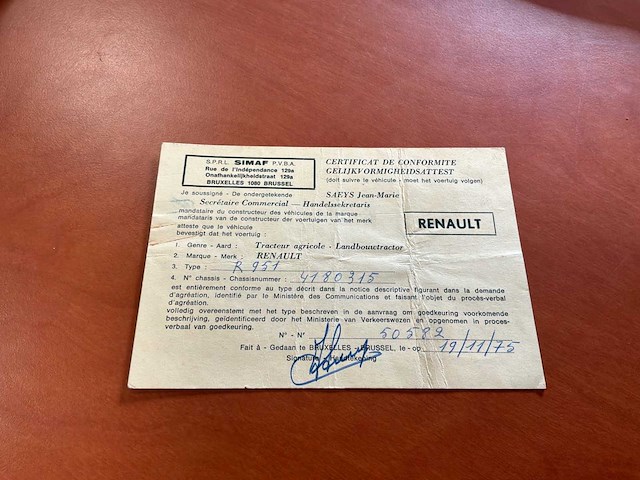 S.P.R.L. SIMAF P.V.B.A.
Rue de l'Indépendance 129a
Onafhankelijkheidstraat 129a
BRUXELLES 1080 BRUSSEL
CERTIFICAT DE CONFORMITE
GELIJKVORMIGHEIDSATTEST
(doit suivre le véhicule - moet het voertuig volgen)
Je soussigné - De ondergetekende SAEYS Jean-Marie
Secrétaire Commercial — Handelssekretaris
mandataire du constructeur des véhicules de la marque
mandataris van de constructeur der voertuigen van het merk
RENAULT
atteste que le véhicule
bevestigt dat het voertuig :
1. Genre - Aard : Tracteur agricole - Landbouwtractor
2. Marque - Merk : RENAULT
3. Type : R 951
4. N° chassis - Chassisnummer : 4180315
est entièrement conforme au type décrit dans la notice descriptive figurant dans la demande
d'agréation, identifié par le Ministère des Communications et faisant l'objet du procès-verbal
d'agréation.
volledig overeenstemt met het type beschreven in de aanvraag om goedkeuring voorkomende
beschrijving, geïdentificeerd door het Ministerie van Verkeerswezen en opgenomen in proces-
verbaal van goedkeuring.
N° - N° 50582
Fait à - Gedaan te BRUXELLES - BRUSSEL, le - op 19/11/75
Signature - Handtekening